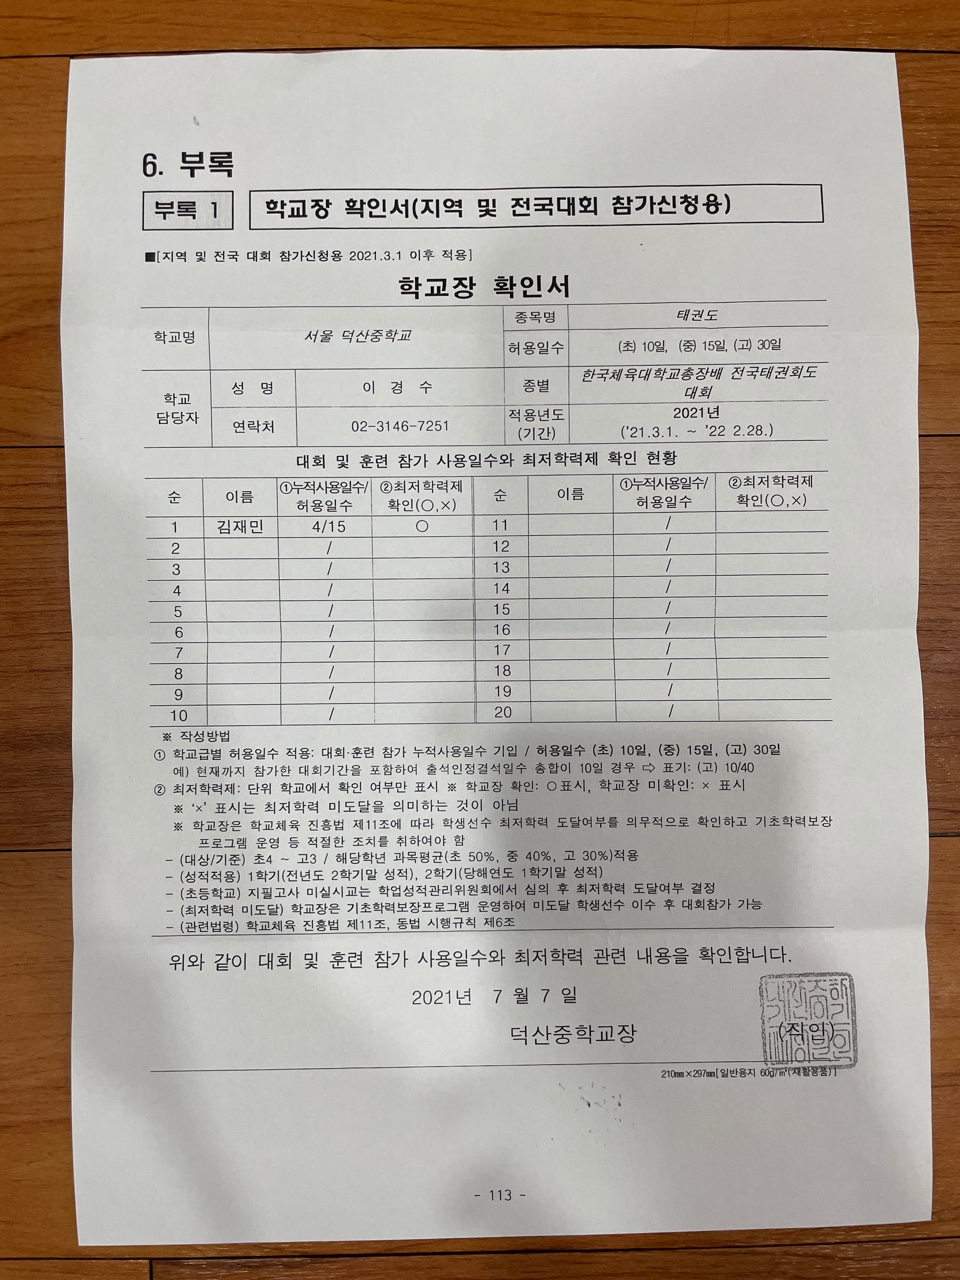 6. 부록
부록 1
학교장 확인서(지역 및 전국대회 참가신청용)
■[지역 및 전국 대회 참가신청용 2021.3.1 이후 적용]
학교장 확인서
학교명 서울 덕산중학교 종목명 태권도
허용일수 (초) 10일, (중) 15일, (고) 30일
학교 담당자 성 명 이 경 수 종별 한국체육대학교총장배 전국태권회도대회
연락처 02-3146-7251 적용년도 (기간) 2021년 ('21.3.1. ~ '22 2.28.)
대회 및 훈련 참가 사용일수와 최저학력제 확인 현황
순 이름 ①누적사용일수/허용일수 ②최저학력제 확인(○,×) 순 이름 ①누적사용일수/허용일수 ②최저학력제 확인(○,×)
1 김재민 4/15 ○ 11 /
2 / 12 /
3 / 13 /
4 / 14 /
5 / 15 /
6 / 16 /
7 / 17 /
8 / 18 /
9 / 19 /
10 / 20 /
※ 작성방법
① 학교급별 허용일수 적용: 대회·훈련 참가 누적사용일수 기입 / 허용일수 (초) 10일, (중) 15일, (고) 30일
예) 현재까지 참가한 대회기간을 포함하여 출석인정결석일수 총합이 10일 경우 ⇨ 표기: (고) 10/40
② 최저학력제: 단위 학교에서 확인 여부만 표시 ※ 학교장 확인: ○표시, 학교장 미확인: × 표시
※ '×' 표시는 최저학력 미도달을 의미하는 것이 아님
※ 학교장은 학교체육 진흥법 제11조에 따라 학생선수 최저학력 도달여부를 의무적으로 확인하고 기초학력보장
프로그램 운영 등 적절한 조치를 취하여야 함
- (대상/기준) 초4 ~ 고3 / 해당학년 과목평균(초 50%, 중 40%, 고 30%)적용
- (성적적용) 1학기(전년도 2학기말 성적), 2학기(당해연도 1학기말 성적)
- (초등학교) 지필고사 미실시교는 학업성적관리위원회에서 심의 후 최저학력 도달여부 결정
- (최저학력 미도달) 학교장은 기초학력보장프로그램 운영하여 미도달 학생선수 이수 후 대회참가 가능
- (관련법령) 학교체육 진흥법 제11조, 동법 시행규칙 제6조
위와 같이 대회 및 훈련 참가 사용일수와 최저학력 관련 내용을 확인합니다.
2021년 7 월 7 일
덕산중학교장 (직인)
210㎜×297㎜[일반용지 60g/㎡(재활용품)]
- 113 -